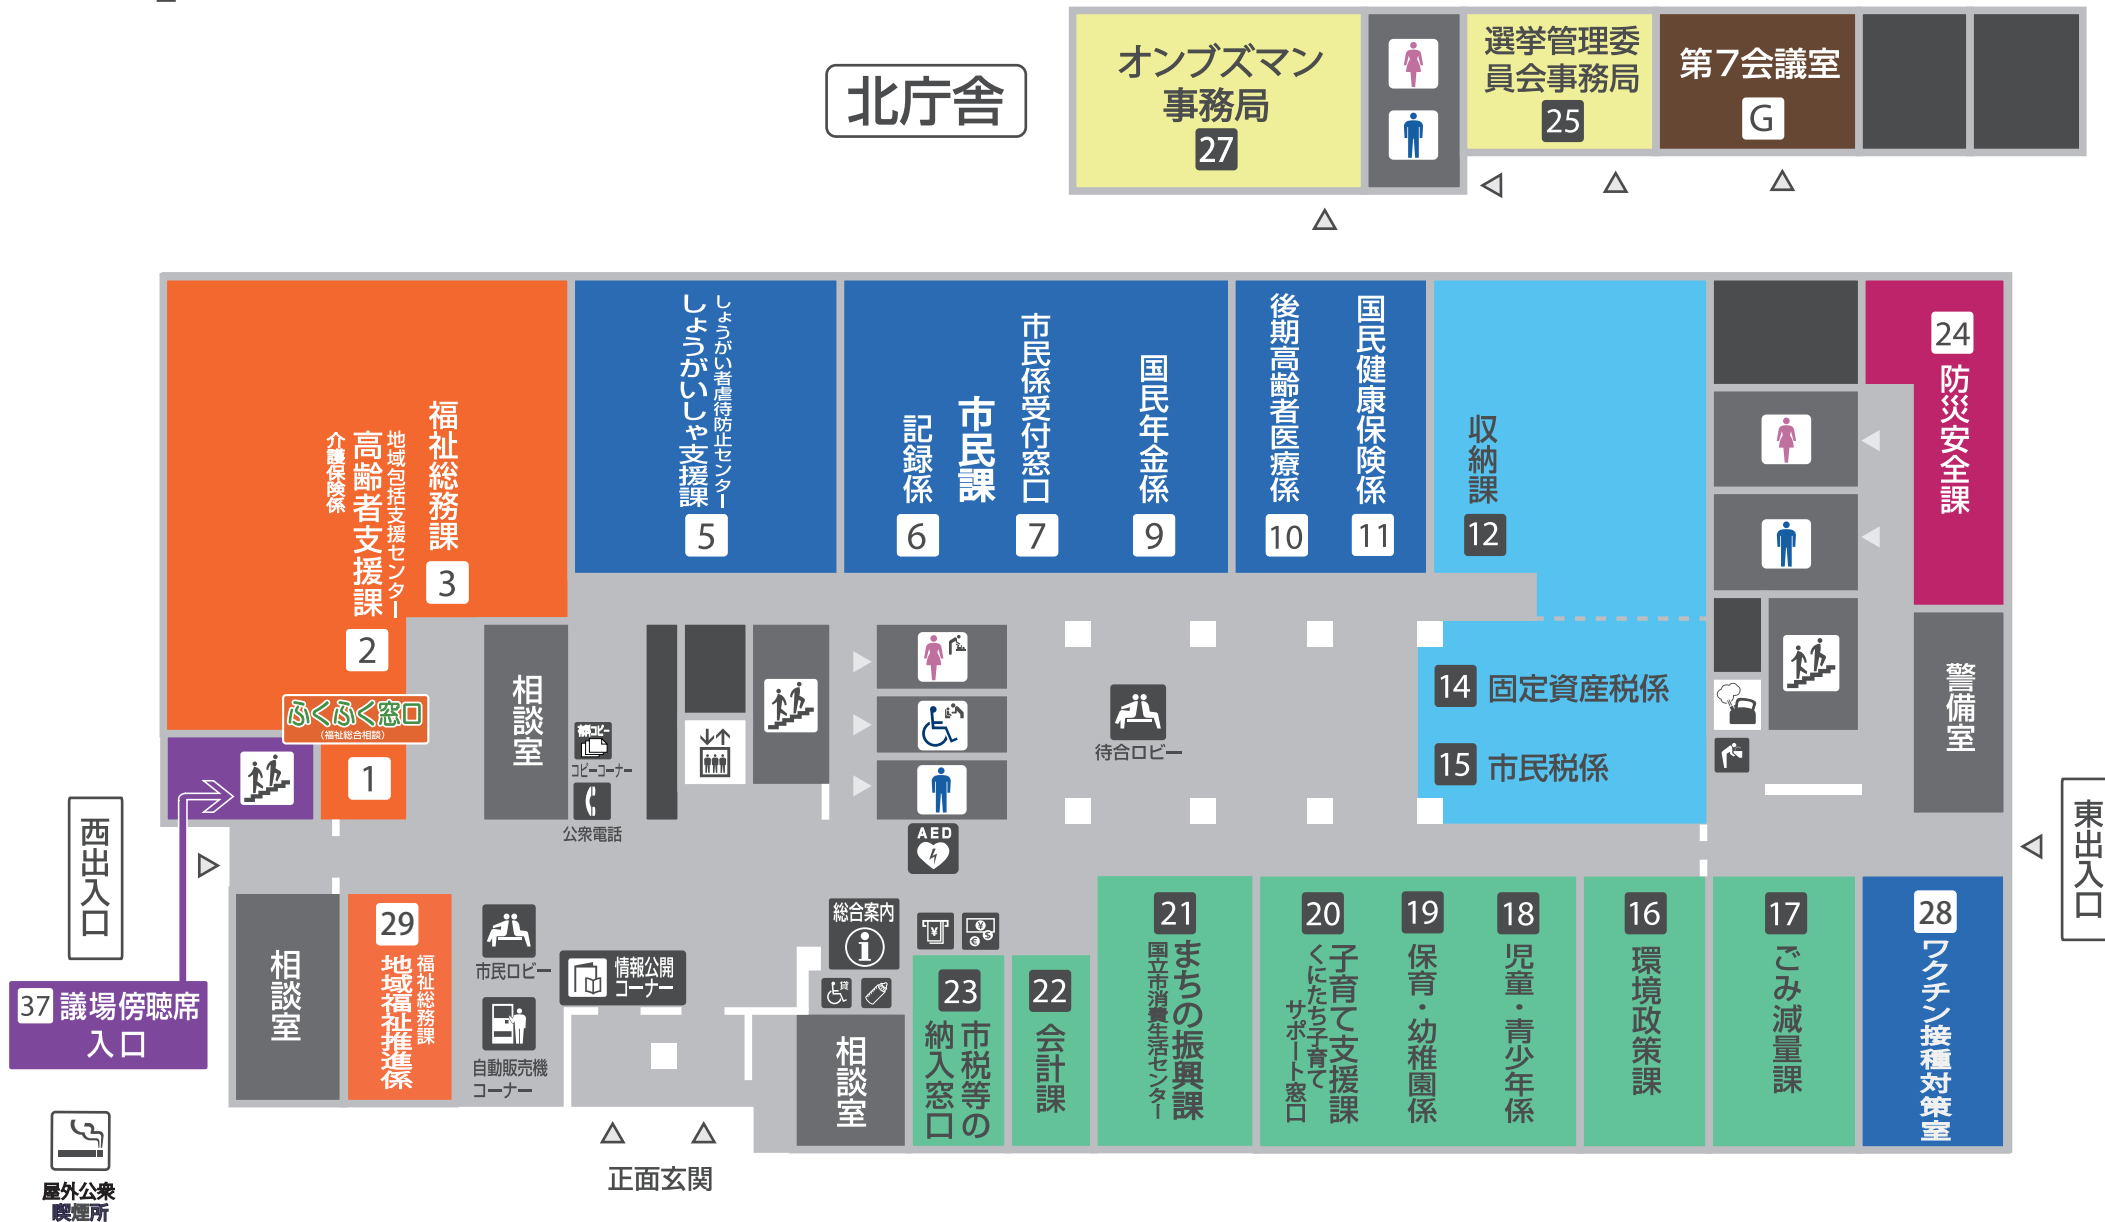 北庁舎
オンブズマン
事務局
27
選挙管理委
員会事務局
25
第7会議室
G
福祉総務課
3
地域包括支援センター
高齢者支援課
介護保険係
2
ふくふく窓口
(福祉総合相談)
1
しょうがい者虐待防止センター
しょうがいしゃ支援課
5
記録係
6
市民課
市民係受付窓口
7
国民年金係
9
後期高齢者医療係
10
国民健康保険係
11
収納課
12
14 固定資産税係
15 市民税係
24
防災安全課
警備室
相談室
コピー
コピーコーナー
公衆電話
待合ロビー
AED
西出入口
東出入口
37 議場傍聴席
入口
屋外公衆
喫煙所
相談室
29
福祉総務課
地域福祉推進係
市民ロビー
自動販売機
コーナー
情報公開
コーナー
総合案内
相談室
23
市税等の
納入窓口
22
会計課
21
まちの振興課
国立市消費生活センター
20
子育て支援課
くにたち子育て
サポート窓口
19
保育・幼稚園係
18
児童・青少年係
16
環境政策課
17
ごみ減量課
28
ワクチン接種対策室
正面玄関